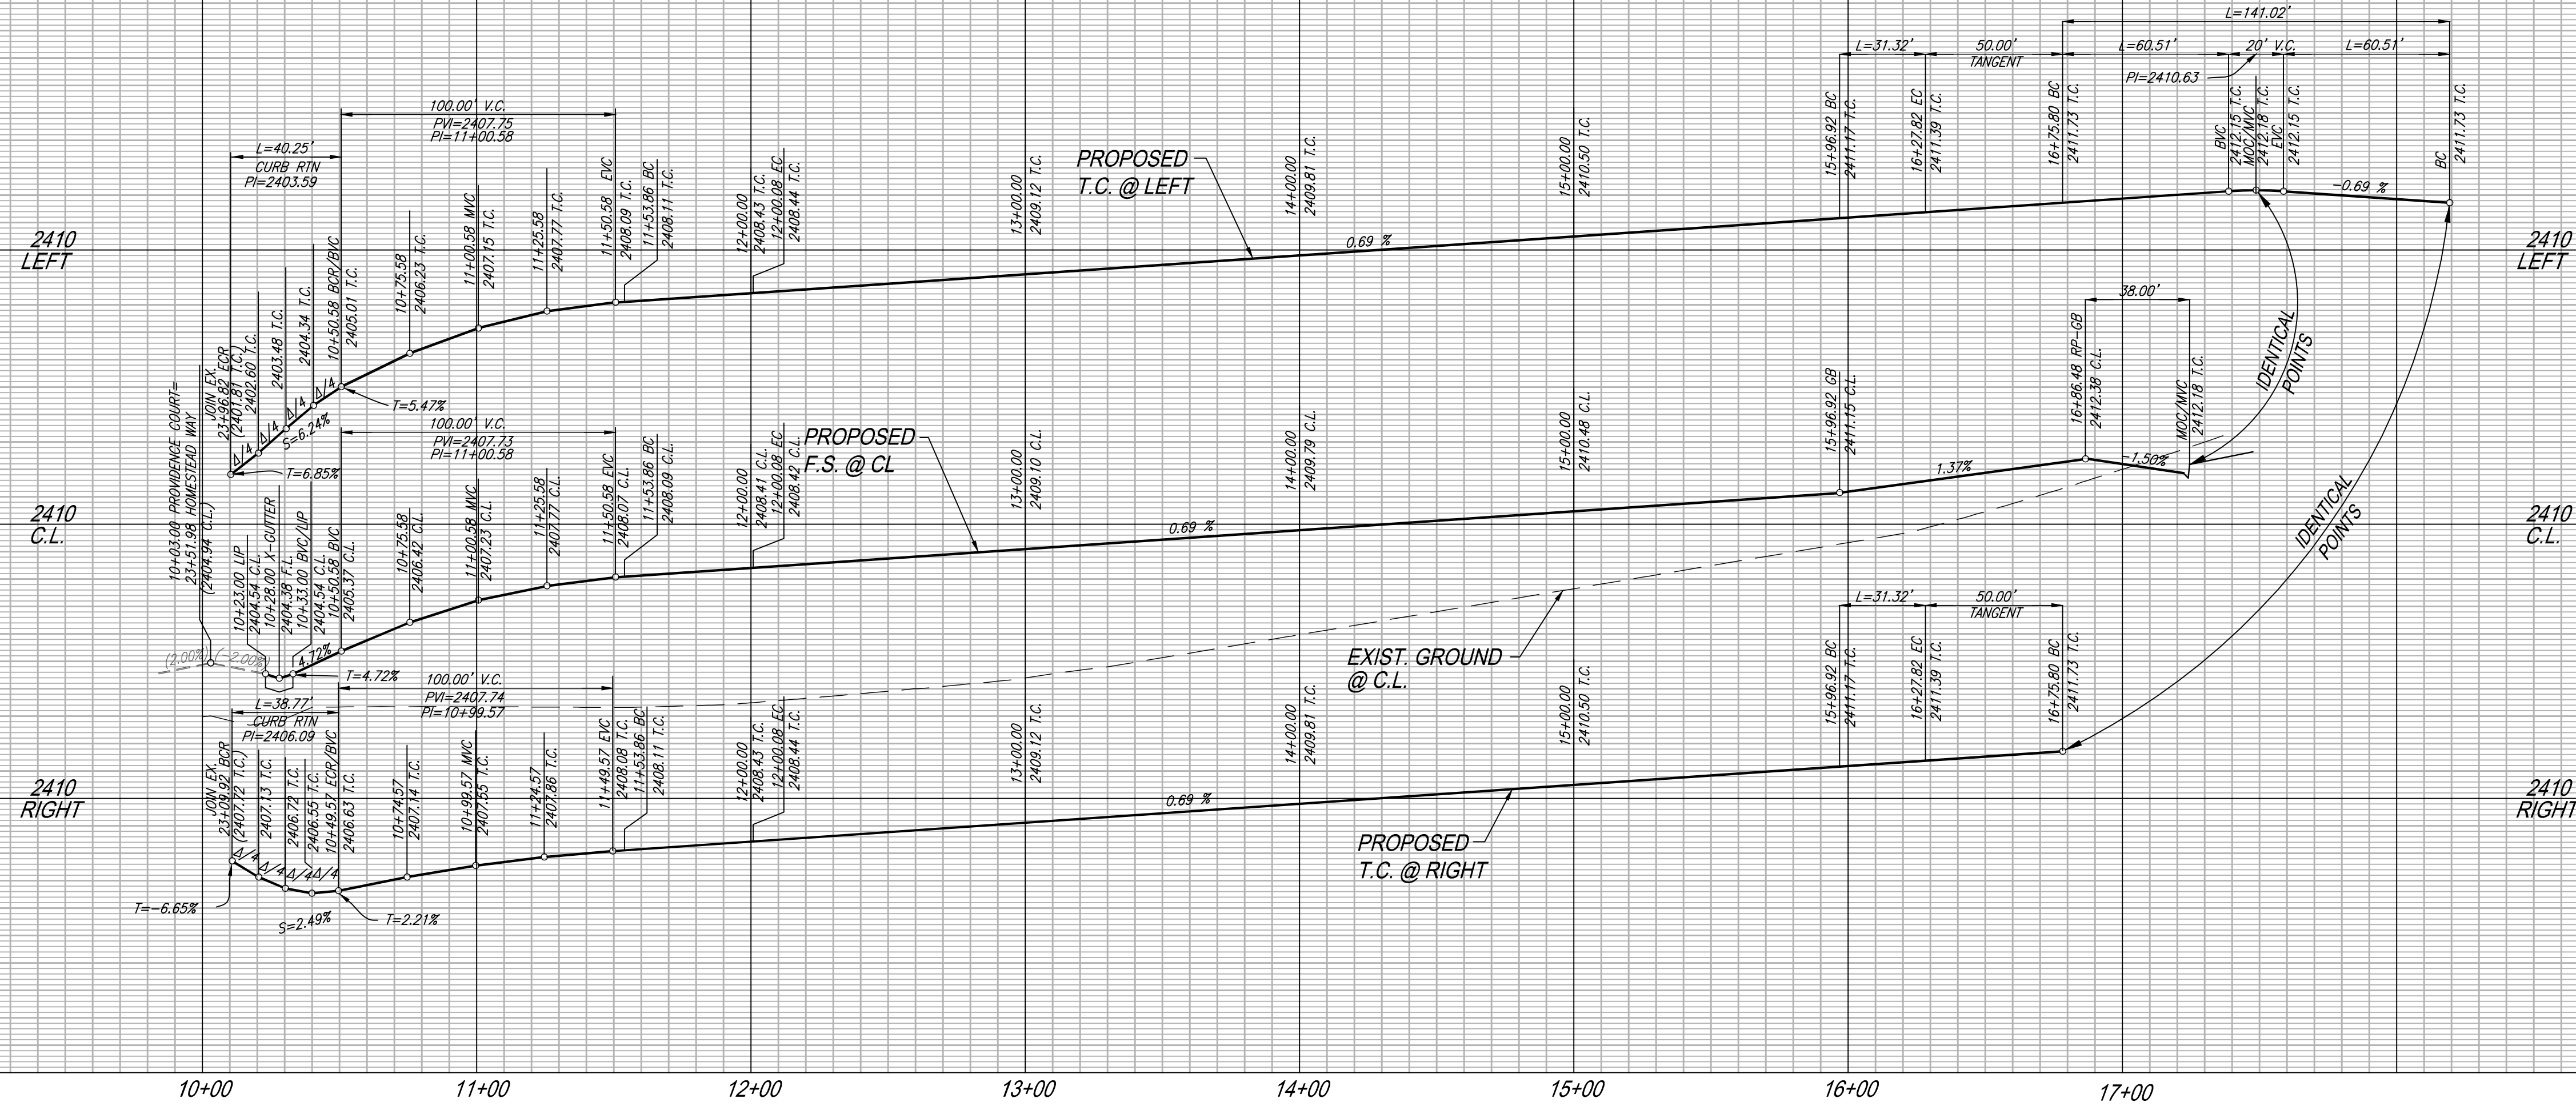 L=141.02'
L=31.32'
50.00'
TANGENT
L=60.51'
20' V.C.
L=60.51'
PI=2410.63
100.00' V.C.
PVI=2407.75
PI=11+00.58
L=40.25'
CURB RTN
PI=2403.59
JOIN EX.
23+96.82 ECR
(2401.81 T.C.)
2402.60 T.C.
2403.48 T.C.
2404.34 T.C.
10+50.58 BCR/BVC
2405.01 T.C.
10+75.58
2406.23 T.C.
11+00.58 MVC
2407.15 T.C.
11+25.58
2407.77 T.C.
11+50.58 EVC
2408.09 T.C.
11+53.86 BC
2408.11 T.C.
12+00.00
2408.43 T.C.
12+00.08 EC
2408.44 T.C.
13+00.00
2409.12 T.C.
PROPOSED
T.C. @ LEFT
14+00.00
2409.81 T.C.
0.69 %
15+00.00
2410.50 T.C.
15+96.92 BC
2411.17 T.C.
16+27.82 EC
2411.39 T.C.
16+75.80 BC
2411.73 T.C.
BVC
2412.15 T.C.
MOC/MVC
2412.18 T.C.
EVC
2412.15 T.C.
-0.69 %
BC
2411.73 T.C.
2410
LEFT
2410
LEFT
Δ/4
Δ/4
Δ/4
Δ/4
S=6.24%
T=5.47%
T=6.85%
38.00'
IDENTICAL
POINTS
10+03.00 PROVIDENCE COURT=
23+51.98 HOMESTEAD WAY
(2404.94 C.L.)
10+23.00 LIP
2404.54 C.L.
10+28.00 X-GUTTER
2404.38 F.L.
10+33.00 BVC/LIP
2404.54 C.L.
10+50.58 BVC
2405.37 C.L.
100.00' V.C.
PVI=2407.73
PI=11+00.58
10+75.58
2406.42 C.L.
11+00.58 MVC
2407.23 C.L.
11+25.58
2407.77 C.L.
11+50.58 EVC
2408.07 C.L.
11+53.86 BC
2408.09 C.L.
12+00.00
2408.41 C.L.
12+00.08 EC
2408.42 C.L.
PROPOSED
F.S. @ CL
13+00.00
2409.10 C.L.
0.69 %
14+00.00
2409.79 C.L.
15+00.00
2410.48 C.L.
15+96.92 GB
2411.15 C.L.
1.37%
16+86.48 RP-GB
2412.38 C.L.
-1.50%
MOC/MVC
2412.18 T.C.
IDENTICAL
POINTS
2410
C.L.
2410
C.L.
(2.00%)
(-2.00%)
4.72%
T=4.72%
EXIST. GROUND
@ C.L.
L=31.32'
50.00'
TANGENT
L=38.77'
CURB RTN
PI=2406.09
100.00' V.C.
PVI=2407.74
PI=10+99.57
JOIN EX.
23+09.92 BCR
(2407.72 T.C.)
2407.13 T.C.
2406.72 T.C.
2406.55 T.C.
10+49.57 ECR/BVC
2406.63 T.C.
10+74.57
2407.14 T.C.
10+99.57 MVC
2407.55 T.C.
11+24.57
2407.86 T.C.
11+49.57 EVC
2408.08 T.C.
11+53.86 BC
2408.11 T.C.
12+00.00
2408.43 T.C.
12+00.08 EC
2408.44 T.C.
13+00.00
2409.12 T.C.
0.69 %
14+00.00
2409.81 T.C.
15+00.00
2410.50 T.C.
15+96.92 BC
2411.17 T.C.
16+27.82 EC
2411.39 T.C.
16+75.80 BC
2411.73 T.C.
2410
RIGHT
2410
RIGHT
PROPOSED
T.C. @ RIGHT
Δ/4
Δ/4
Δ/4
Δ/4
T=-6.65%
S=2.49%
T=2.21%
10+00
11+00
12+00
13+00
14+00
15+00
16+00
17+00